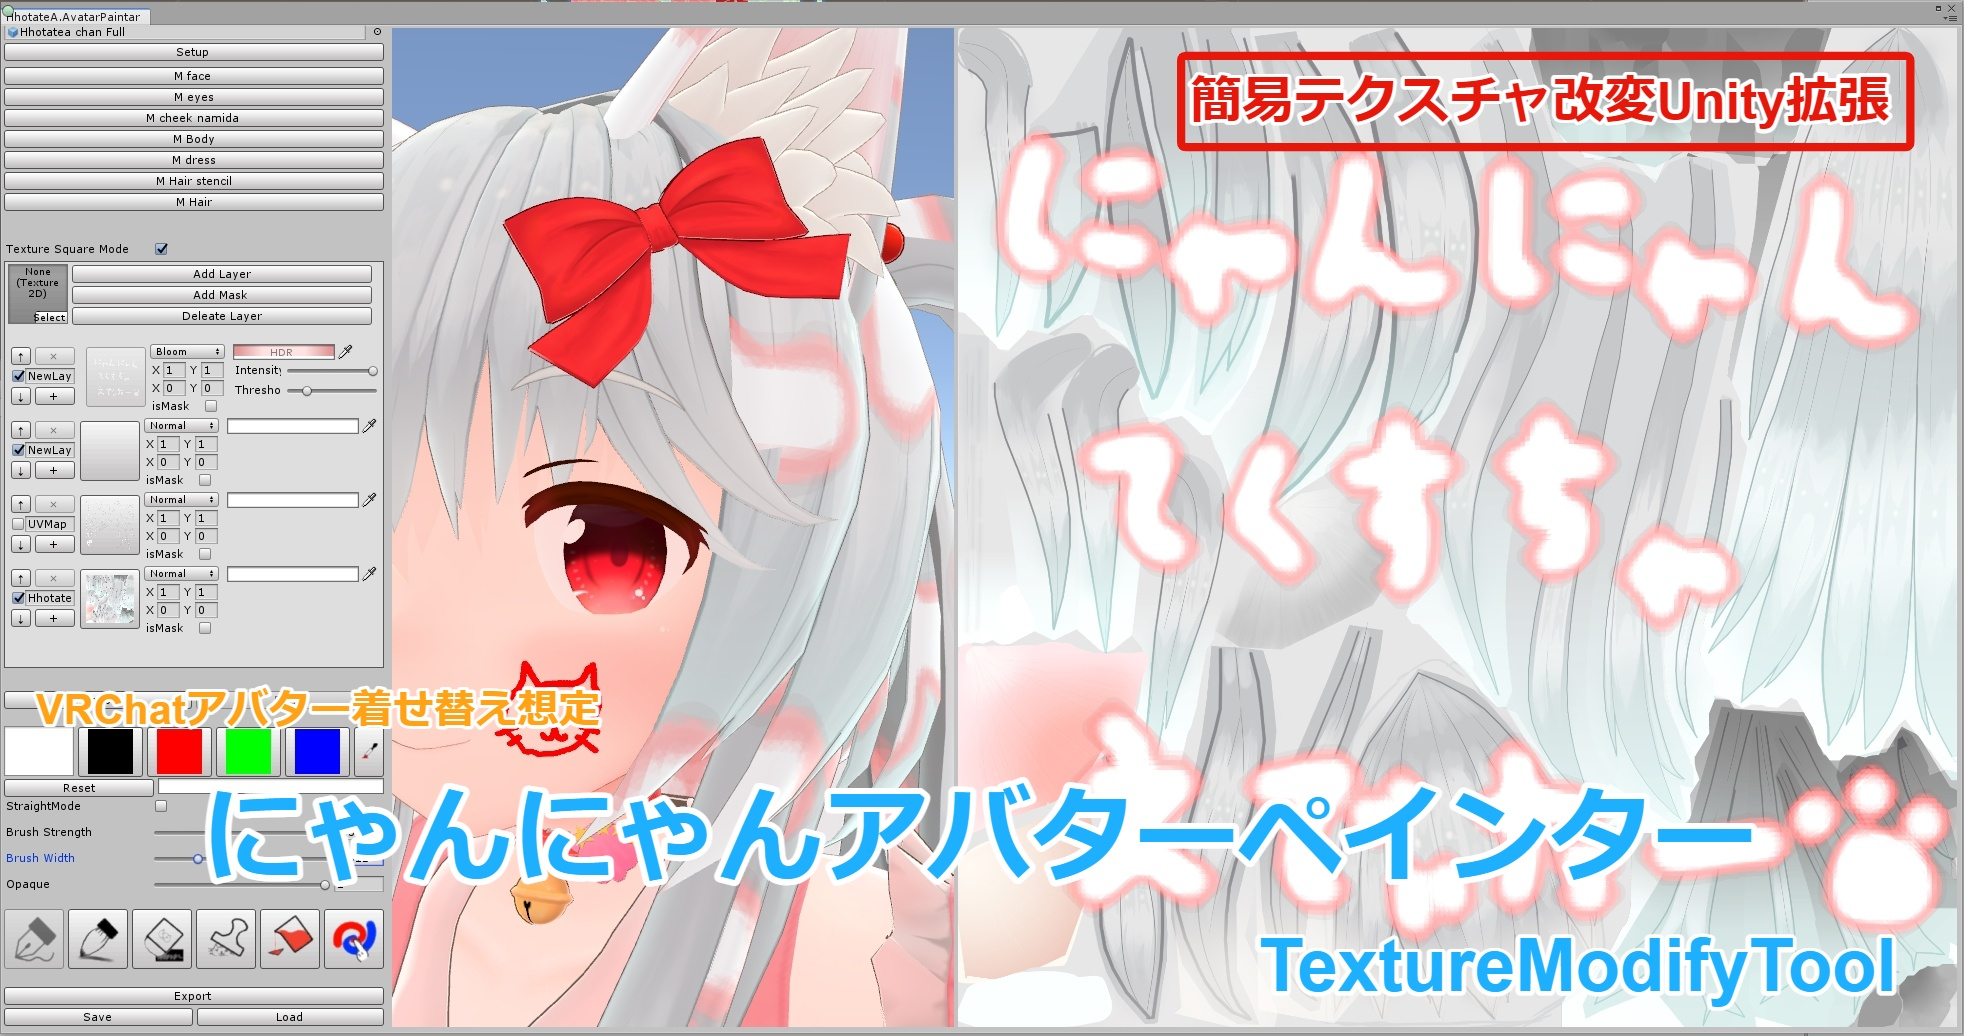 HhotateA.AvatarPaintar
Hhotatea chan Full
Setup
M face
M eyes
M cheek namida
M Body
M dress
M Hair stencil
M Hair
Texture Square Mode
None
(Texture
2D)
Select
Add Layer
Add Mask
Deleate Layer
↑ ×
NewLay
↓ +
Bloom
HDR
X 1 Y 1
Intensity
X 0 Y 0
Thresho
isMask
↑ ×
NewLay
↓ +
Normal
X 1 Y 1
X 0 Y 0
isMask
↑ ×
UVMap
↓ +
Normal
X 1 Y 1
X 0 Y 0
isMask
↑ ×
Hhotate
↓ +
Normal
X 1 Y 1
X 0 Y 0
isMask
VRChatアバター着せ替え想定
Reset
StraightMode
Brush Strength
Brush Width
Opaque
Export
Save Load
簡易テクスチャ改変Unity拡張
にゃんにゃん
てくすちゃ
にゃんにゃんアバターペインター
TextureModifyTool